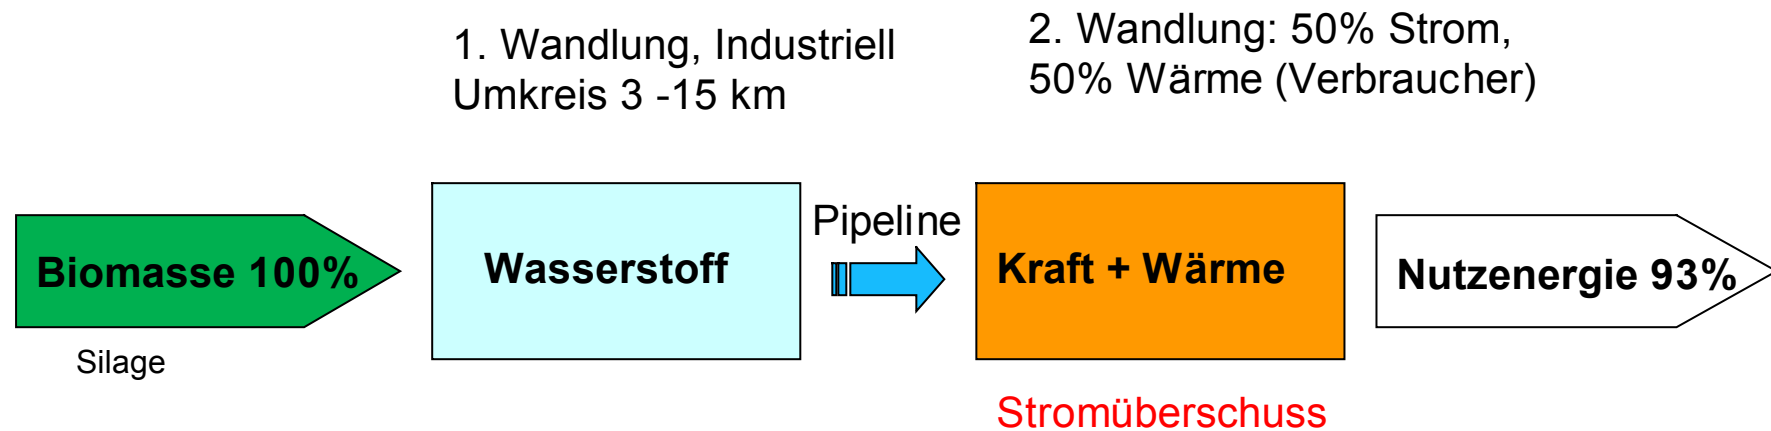 1. Wandlung, Industriell
Umkreis 3 -15 km
2. Wandlung: 50% Strom,
50% Wärme (Verbraucher)
Biomasse 100%
Wasserstoff
Pipeline
Kraft + Wärme
Nutzenergie 93%
Silage
Stromüberschuss